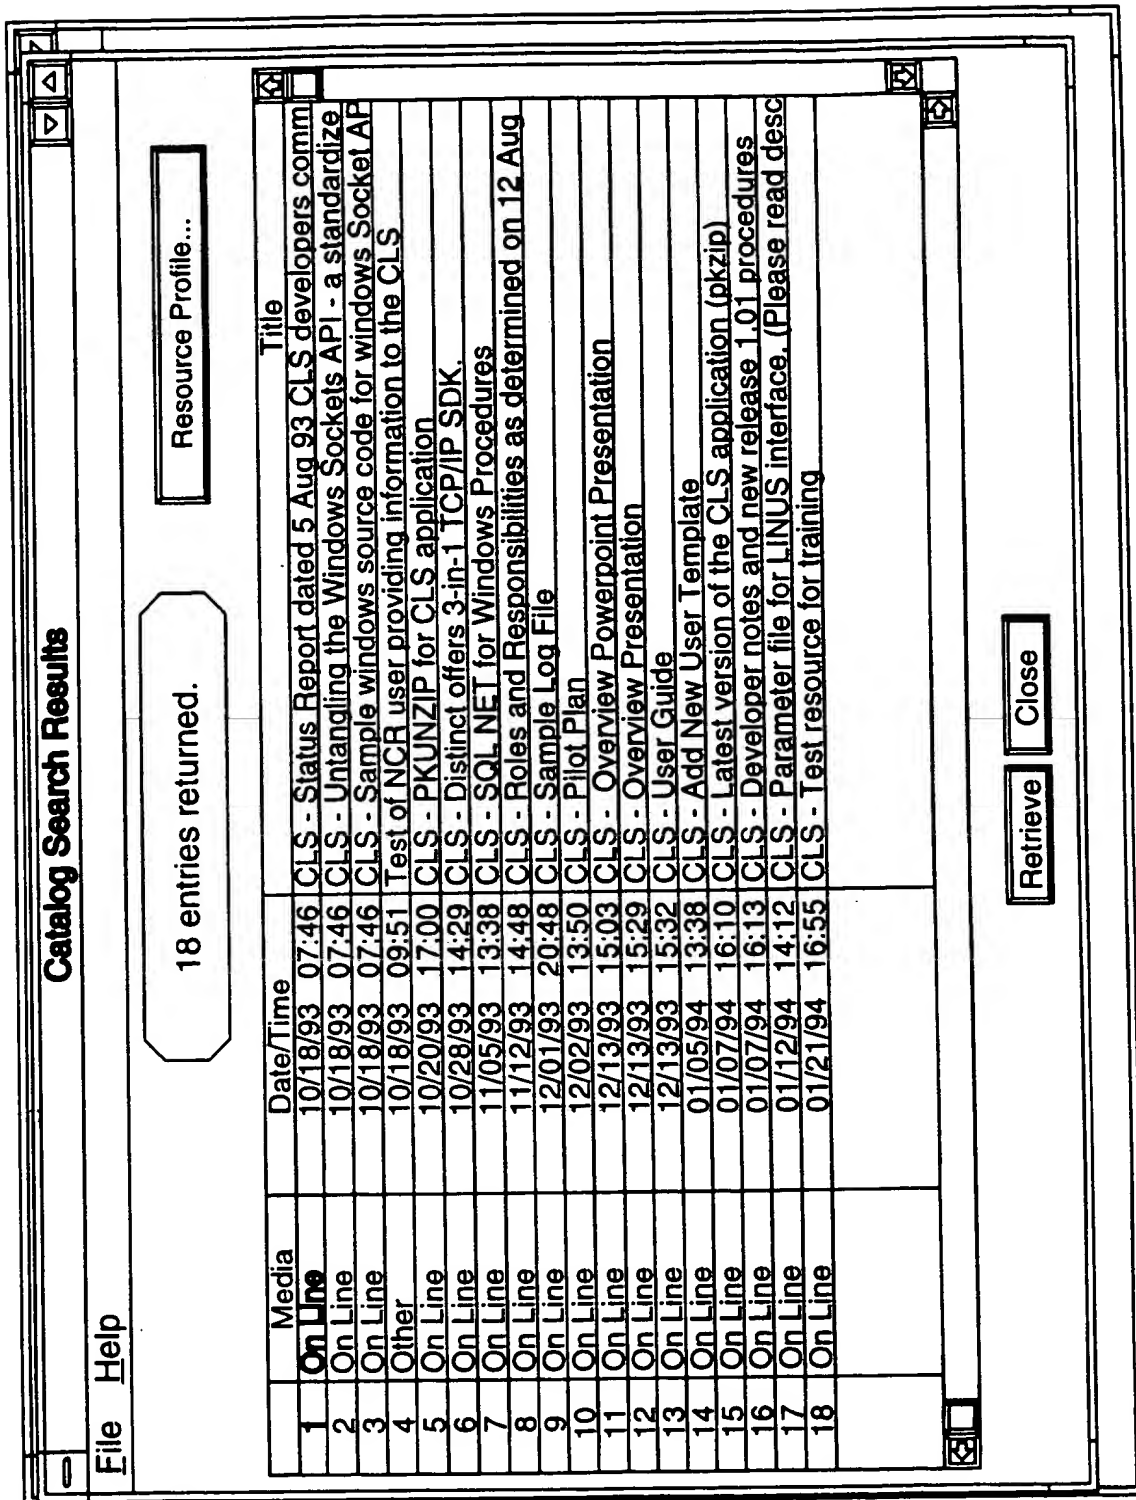 Catalog Search Results
File Help
18 entries returned.
Resource Profile...
Media Date/Time Title
1 On Line 10/18/93 07:46 CLS - Status Report dated 5 Aug 93 CLS developers comm
2 On Line 10/18/93 07:46 CLS - Untangling the Windows Sockets API - a standardize
3 On Line 10/18/93 07:46 CLS - Sample windows source code for windows Socket AP
4 Other 10/18/93 09:51 Test of NCR user providing information to the CLS
5 On Line 10/20/93 17:00 CLS - PKUNZIP for CLS application
6 On Line 10/28/93 14:29 CLS - Distinct offers 3-in-1 TCP/IP SDK.
7 On Line 11/05/93 13:38 CLS - SQL NET for Windows Procedures
8 On Line 11/12/93 14:48 CLS - Roles and Responsibilities as determined on 12 Aug
9 On Line 12/01/93 20:48 CLS - Sample Log File
10 On Line 12/02/93 13:50 CLS - Pilot Plan
11 On Line 12/13/93 15:03 CLS - Overview Powerpoint Presentation
12 On Line 12/13/93 15:29 CLS - Overview Presentation
13 On Line 12/13/93 15:32 CLS - User Guide
14 On Line 01/05/94 13:38 CLS - Add New User Template
15 On Line 01/07/94 16:10 CLS - Latest version of the CLS application (pkzip)
16 On Line 01/07/94 16:13 CLS - Developer notes and new release 1.01 procedures
17 On Line 01/12/94 14:12 CLS - Parameter file for LINUS interface. (Please read desc
18 On Line 01/21/94 16:55 CLS - Test resource for training
Retrieve Close